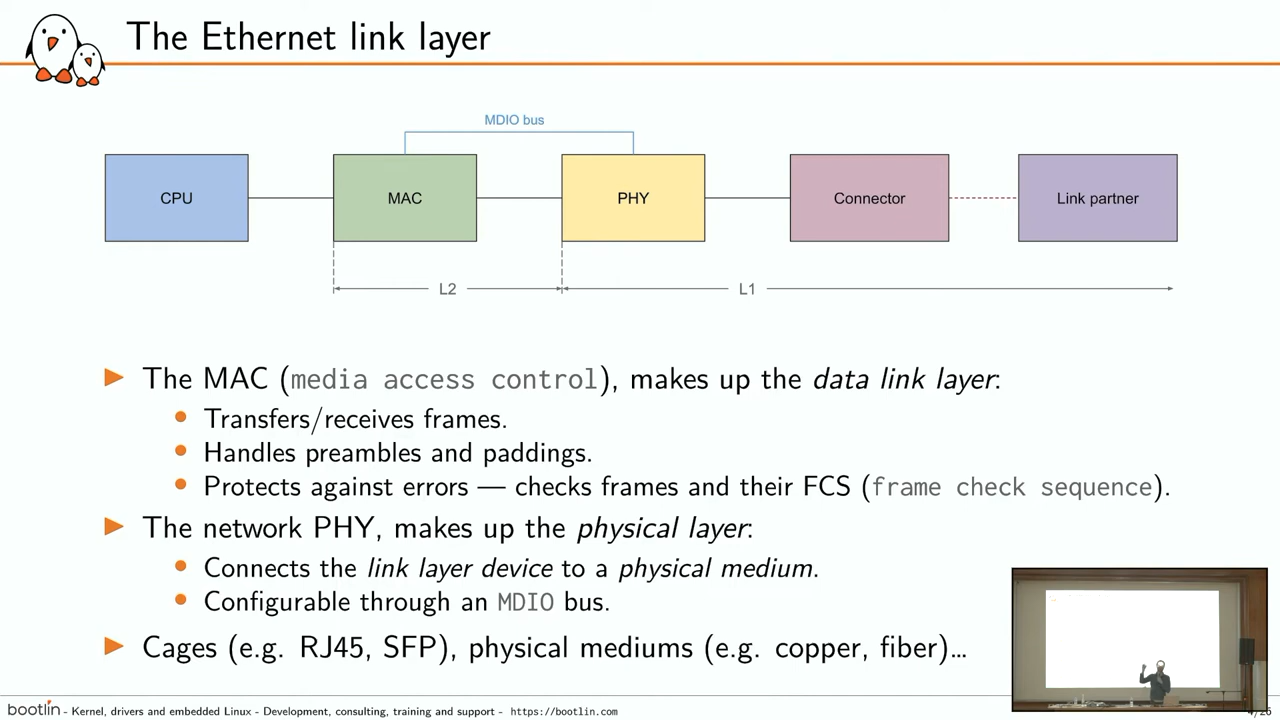 The Ethernet link layer
MDIO bus
CPU
MAC
PHY
Connector
Link partner
L2
L1
The MAC (media access control), makes up the data link layer:
Transfers/receives frames.
Handles preambles and paddings.
Protects against errors — checks frames and their FCS (frame check sequence).
The network PHY, makes up the physical layer:
Connects the link layer device to a physical medium.
Configurable through an MDIO bus.
Cages (e.g. RJ45, SFP), physical mediums (e.g. copper, fiber)…
bootlin - Kernel, drivers and embedded Linux - Development, consulting, training and support - https://bootlin.com